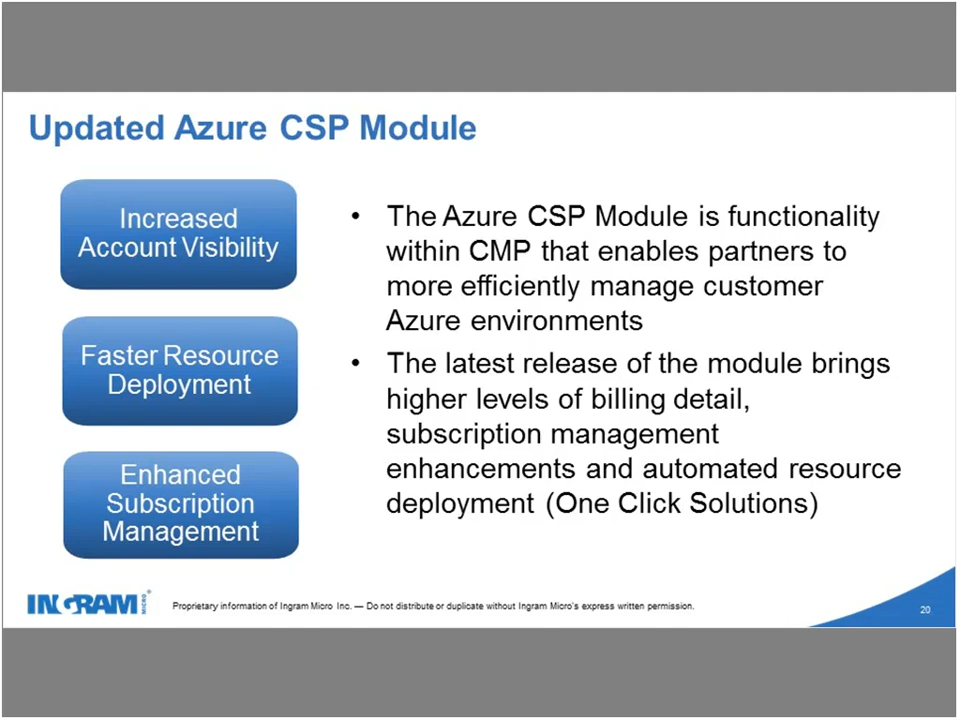 Updated Azure CSP Module
Increased
Account Visibility
Faster Resource
Deployment
Enhanced
Subscription
Management
• The Azure CSP Module is functionality
within CMP that enables partners to
more efficiently manage customer
Azure environments
• The latest release of the module brings
higher levels of billing detail,
subscription management
enhancements and automated resource
deployment (One Click Solutions)
INGRAM MICRO®
Proprietary information of Ingram Micro Inc. — Do not distribute or duplicate without Ingram Micro's express written permission.
20